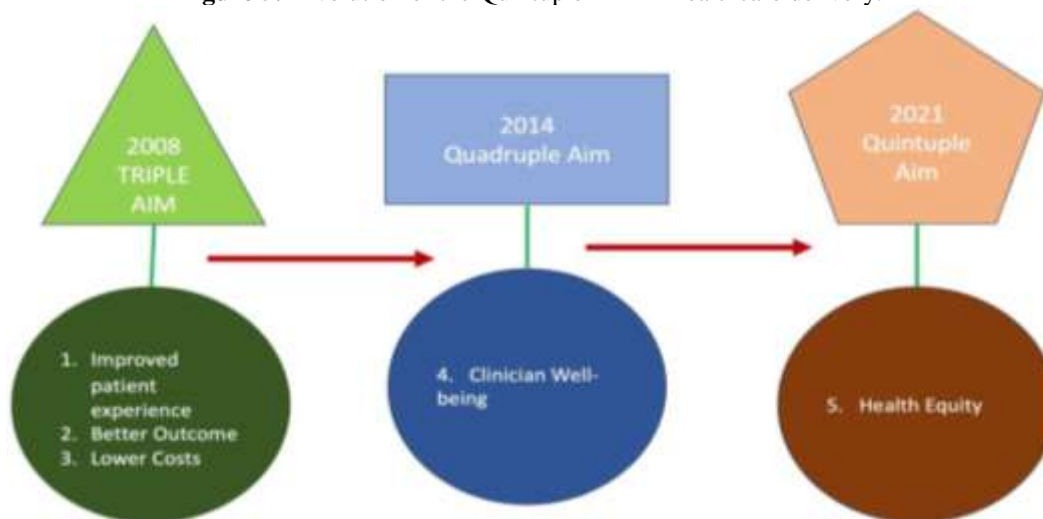 Quintuple
2008
TRIPLE
AIM
2014
Quadruple Aim
2021
Quintuple
Aim
1. Improved
patient
experience
2. Better Outcome
3. Lower Costs
4. Clinician Well-
being
5. Health Equity